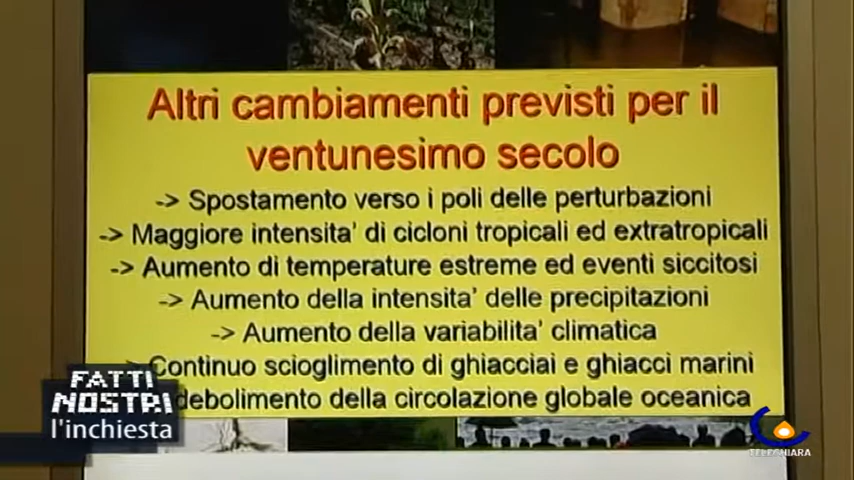 Altri cambiamenti previsti per il
ventunesimo secolo
-> Spostamento verso i poli delle perturbazioni
-> Maggiore intensita' di cicloni tropicali ed extratropicali
-> Aumento di temperature estreme ed eventi siccitosi
-> Aumento della intensita' delle precipitazioni
-> Aumento della variabilita' climatica
Continuo scioglimento di ghiacciai e ghiacci marini
della circolazione globale oceanica
FATTI
NOSTRI
l'inchiesta
TELECHIARA